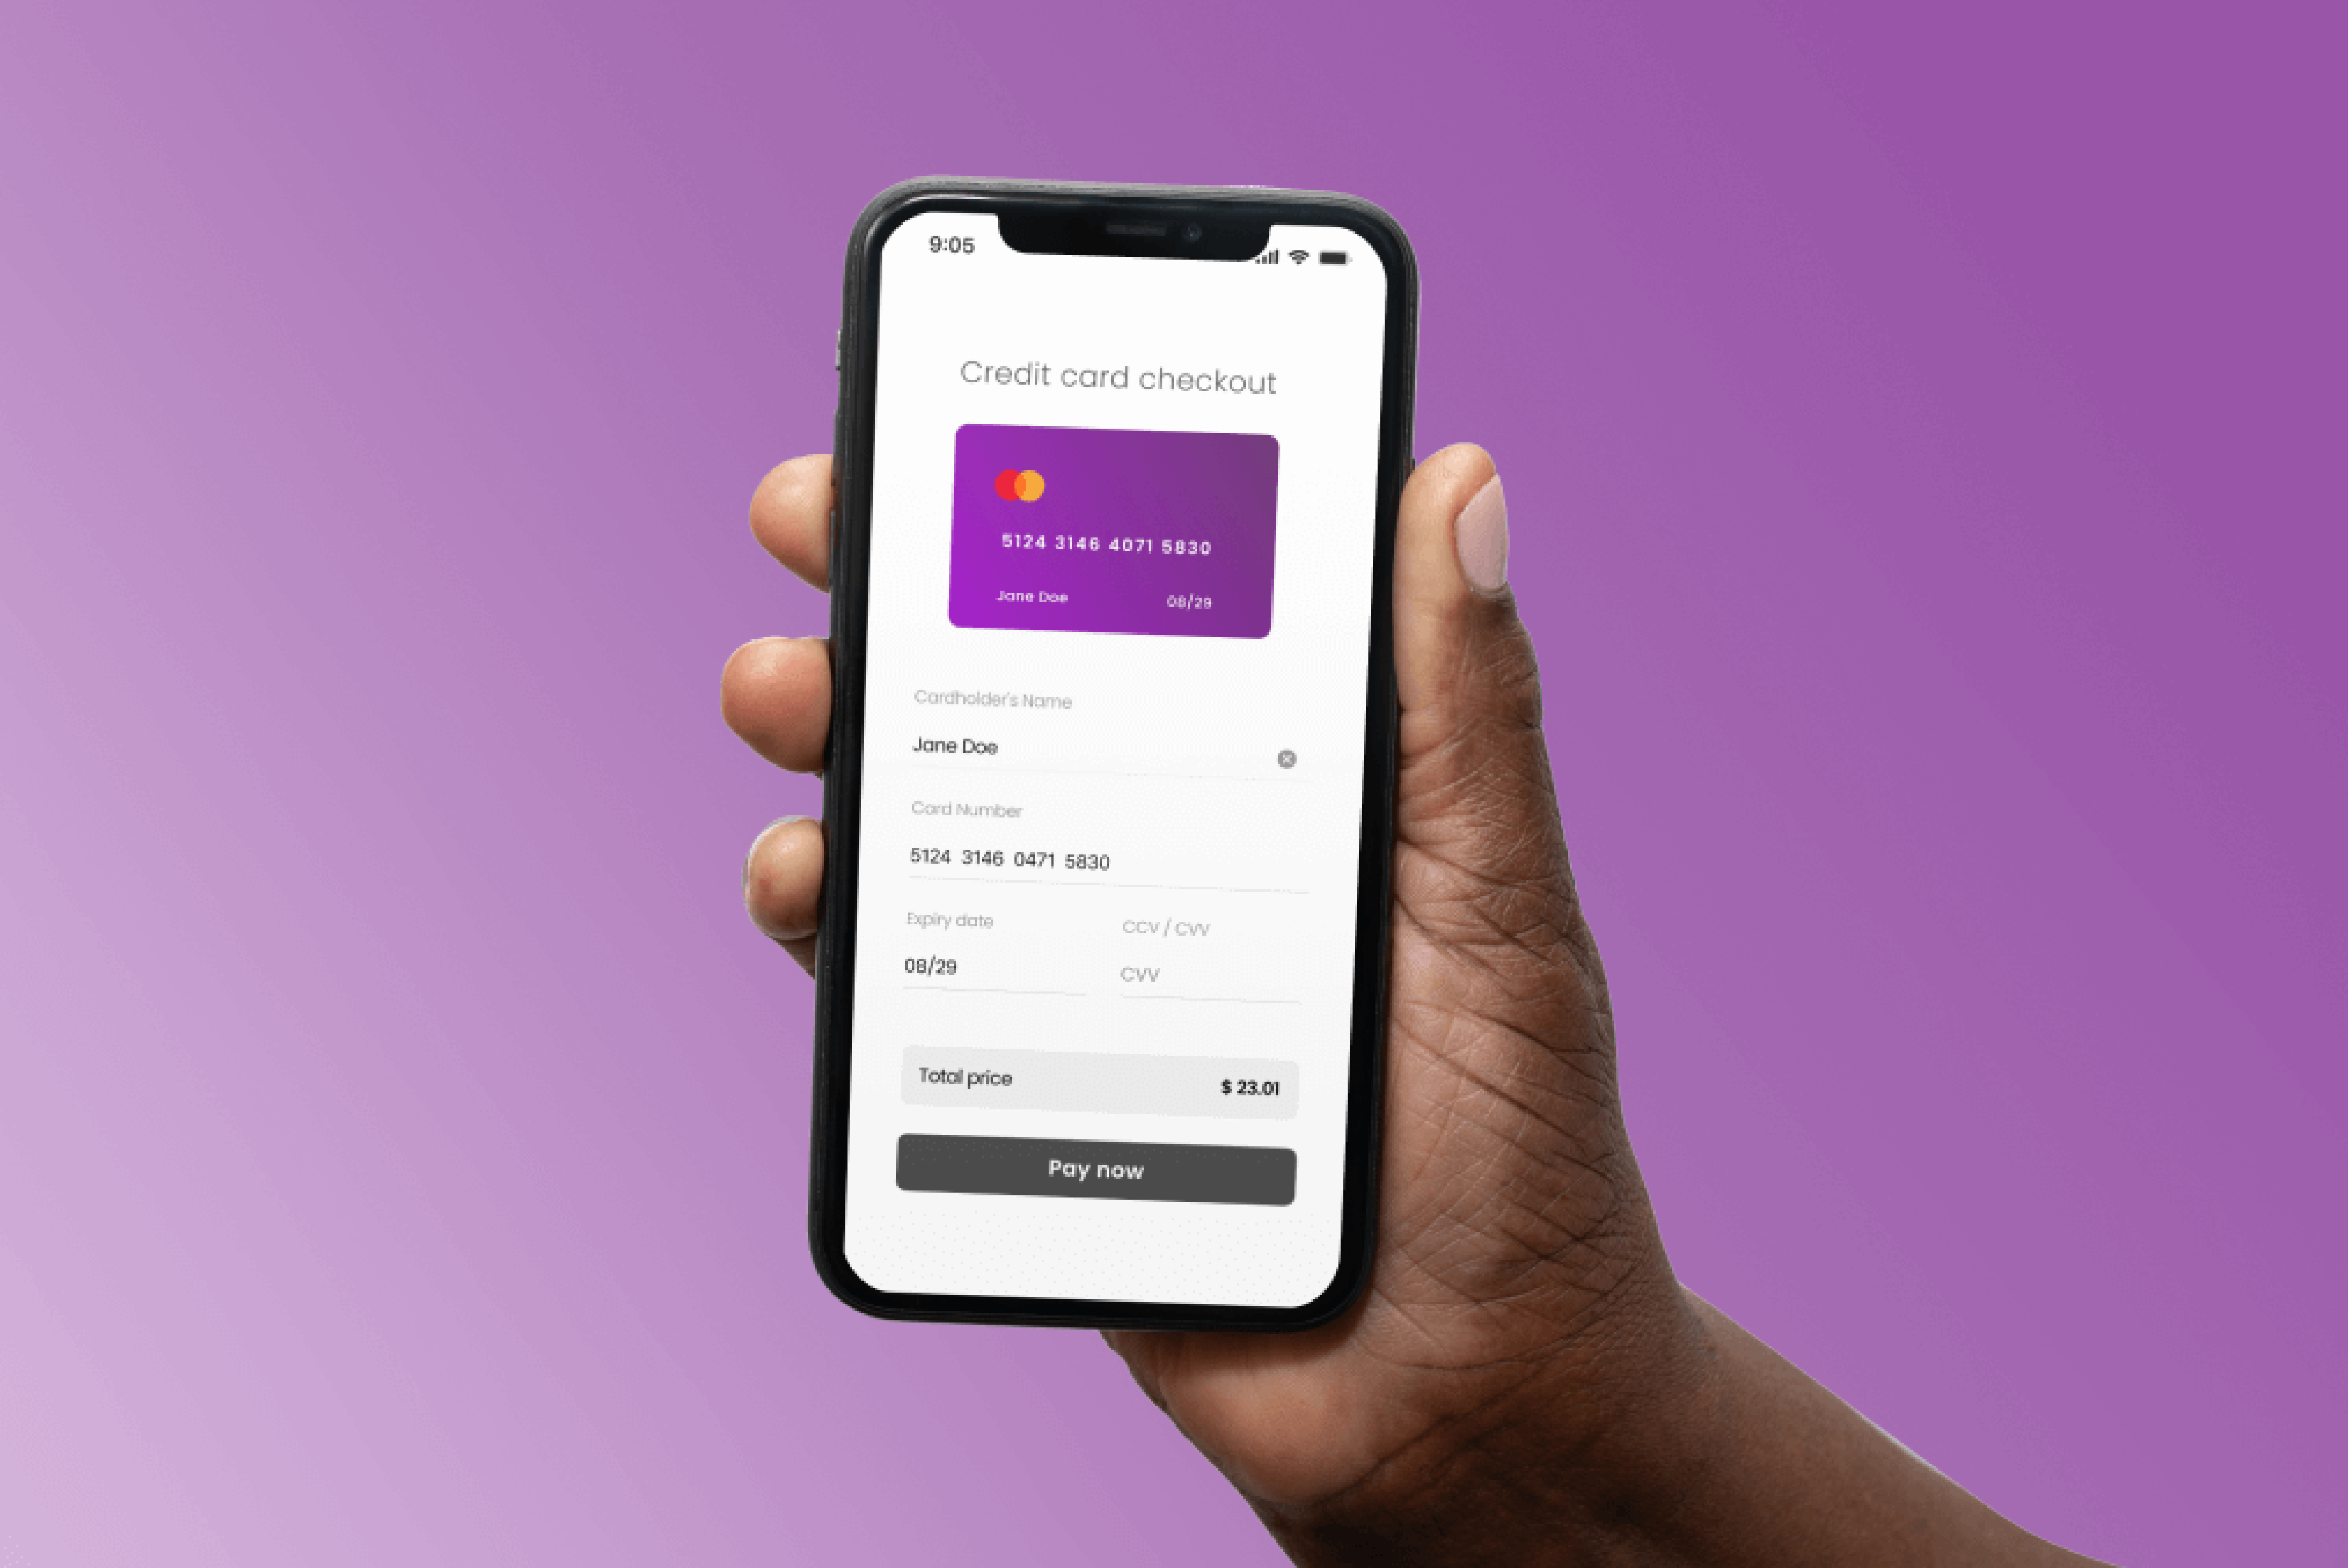 9:05
Credit card checkout
5124 3146 4071 5830
Jane Doe 08/29
Cardholder's Name
Jane Doe
Card Number
5124 3146 0471 5830
Expiry date CCV / CVV
08/29 CVV
Total price $ 23.01
Pay now